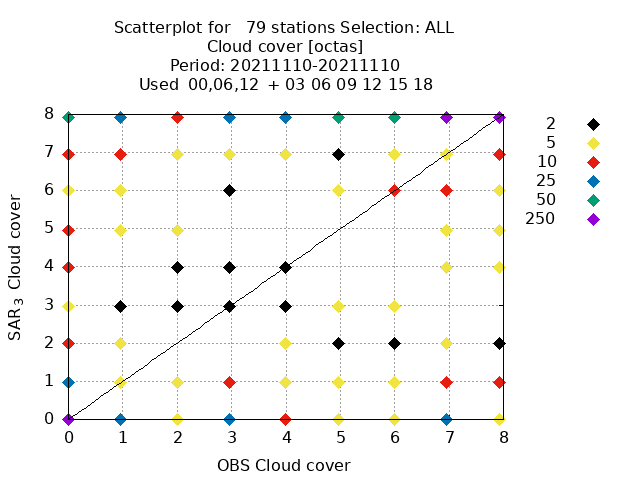 Scatterplot for   79 stations Selection: ALL
Cloud cover [octas]
Period: 20211110-20211110
Used  00,06,12  + 03 06 09 12 15 18
8
7
6
5
4
3
2
1
0
0 1 2 3 4 5 6 7 8
SAR₃ Cloud cover
OBS Cloud cover
2
5
10
25
50
250